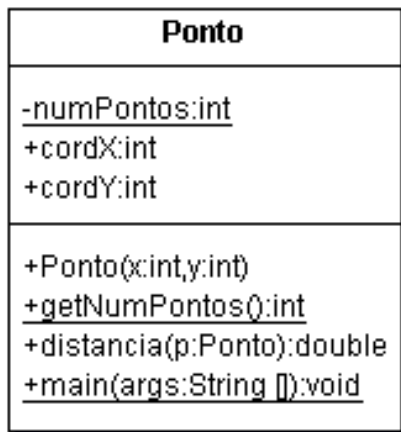 Ponto
-numPontos:int
+cordX:int
+cordY:int
+Ponto(x:int,y:int)
+getNumPontos():int
+distancia(p:Ponto):double
+main(args:String []):void